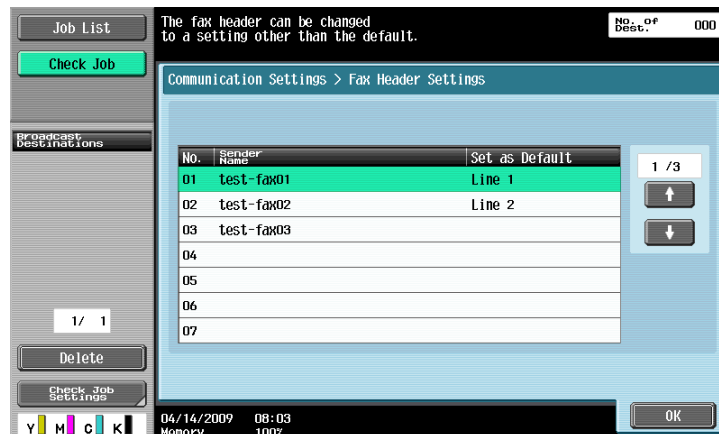 Job List
Check Job
The fax header can be changed
to a setting other than the default.
No. of
Dest.
000
Communication Settings > Fax Header Settings
Broadcast
Destinations
No. Sender
Name Set as Default
01 test-fax01 Line 1
02 test-fax02 Line 2
03 test-fax03
04
05
06
07
1 /3
1/ 1
Delete
Check Job
Settings
Y M C K
04/14/2009 08:03
Memory 100%
OK